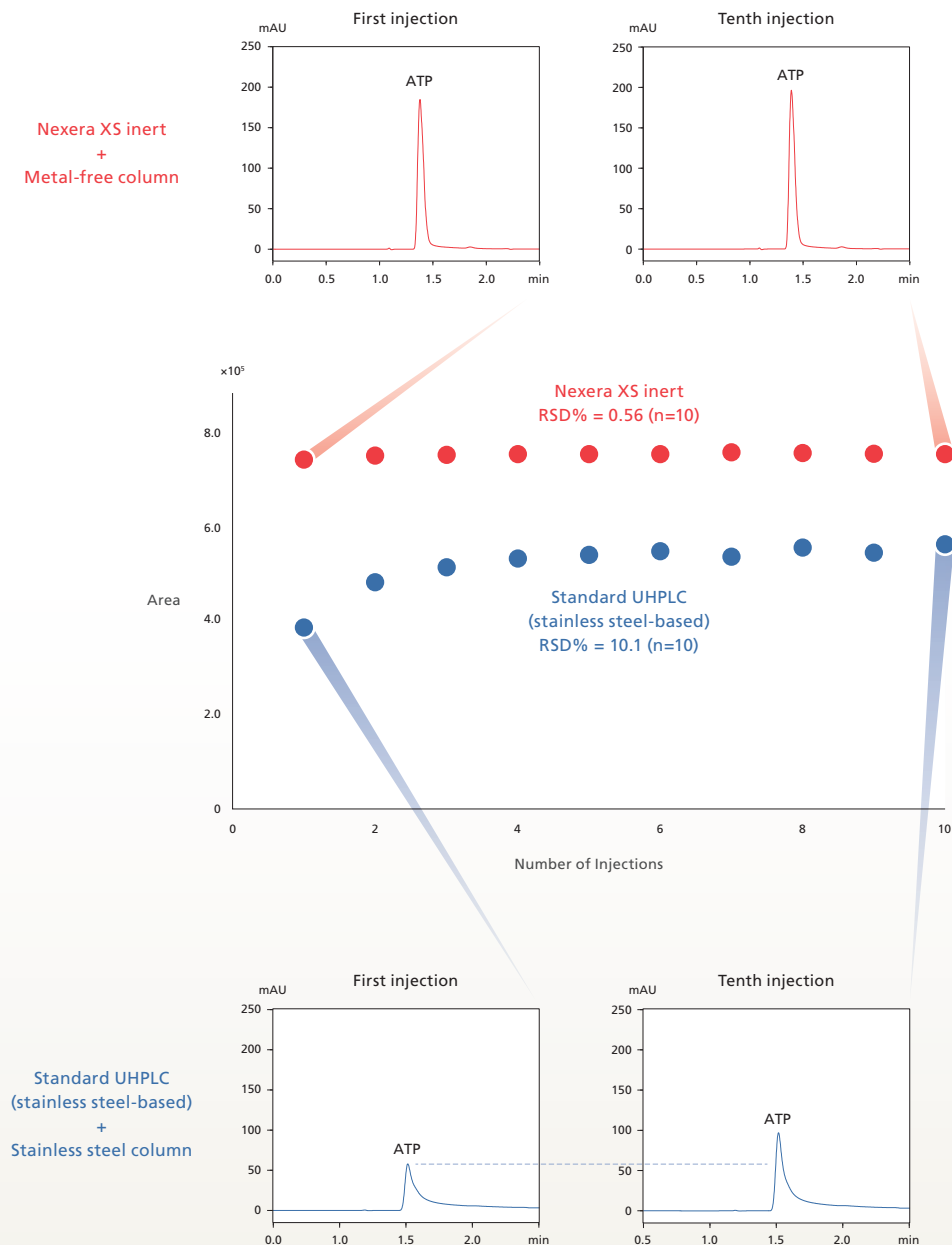 First injection
mAU
250
200
150
100
50
0
ATP
0.0 0.5 1.0 1.5 2.0 min
Tenth injection
mAU
250
200
150
100
50
0
ATP
0.0 0.5 1.0 1.5 2.0 min
Nexera XS inert
+
Metal-free column
×10⁵
8.0
6.0
4.0
2.0
0
Area
Nexera XS inert
RSD% = 0.56 (n=10)
Standard UHPLC
(stainless steel-based)
RSD% = 10.1 (n=10)
0 2 4 6 8 10
Number of Injections
First injection
mAU
250
200
150
100
50
0
ATP
0.0 1.0 1.5 2.0 min
Tenth injection
mAU
250
200
150
100
50
0
ATP
0.5 1.0 1.5 2.0 min
Standard UHPLC
(stainless steel-based)
+
Stainless steel column